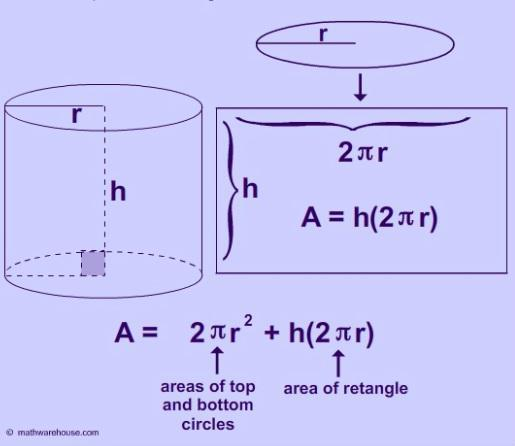 r
r
h
2πr
h
A = h(2πr)
A = 2πr² + h(2πr)
areas of top
and bottom
circles
area of retangle
© mathwarehouse.com